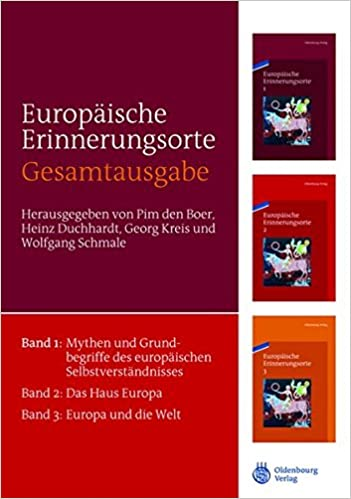 Europäische
Erinnerungsorte
Gesamtausgabe
Herausgegeben von Pim den Boer,
Heinz Duchhardt, Georg Kreis und
Wolfgang Schmale
Band 1: Mythen und Grund-
begriffe des europäischen
Selbstverständnisses
Band 2: Das Haus Europa
Band 3: Europa und die Welt
Oldenbourg Verlag
Europäische
Erinnerungsorte
1
Oldenbourg Verlag
Europäische
Erinnerungsorte
2
Oldenbourg Verlag
Europäische
Erinnerungsorte
3
Oldenbourg
Verlag